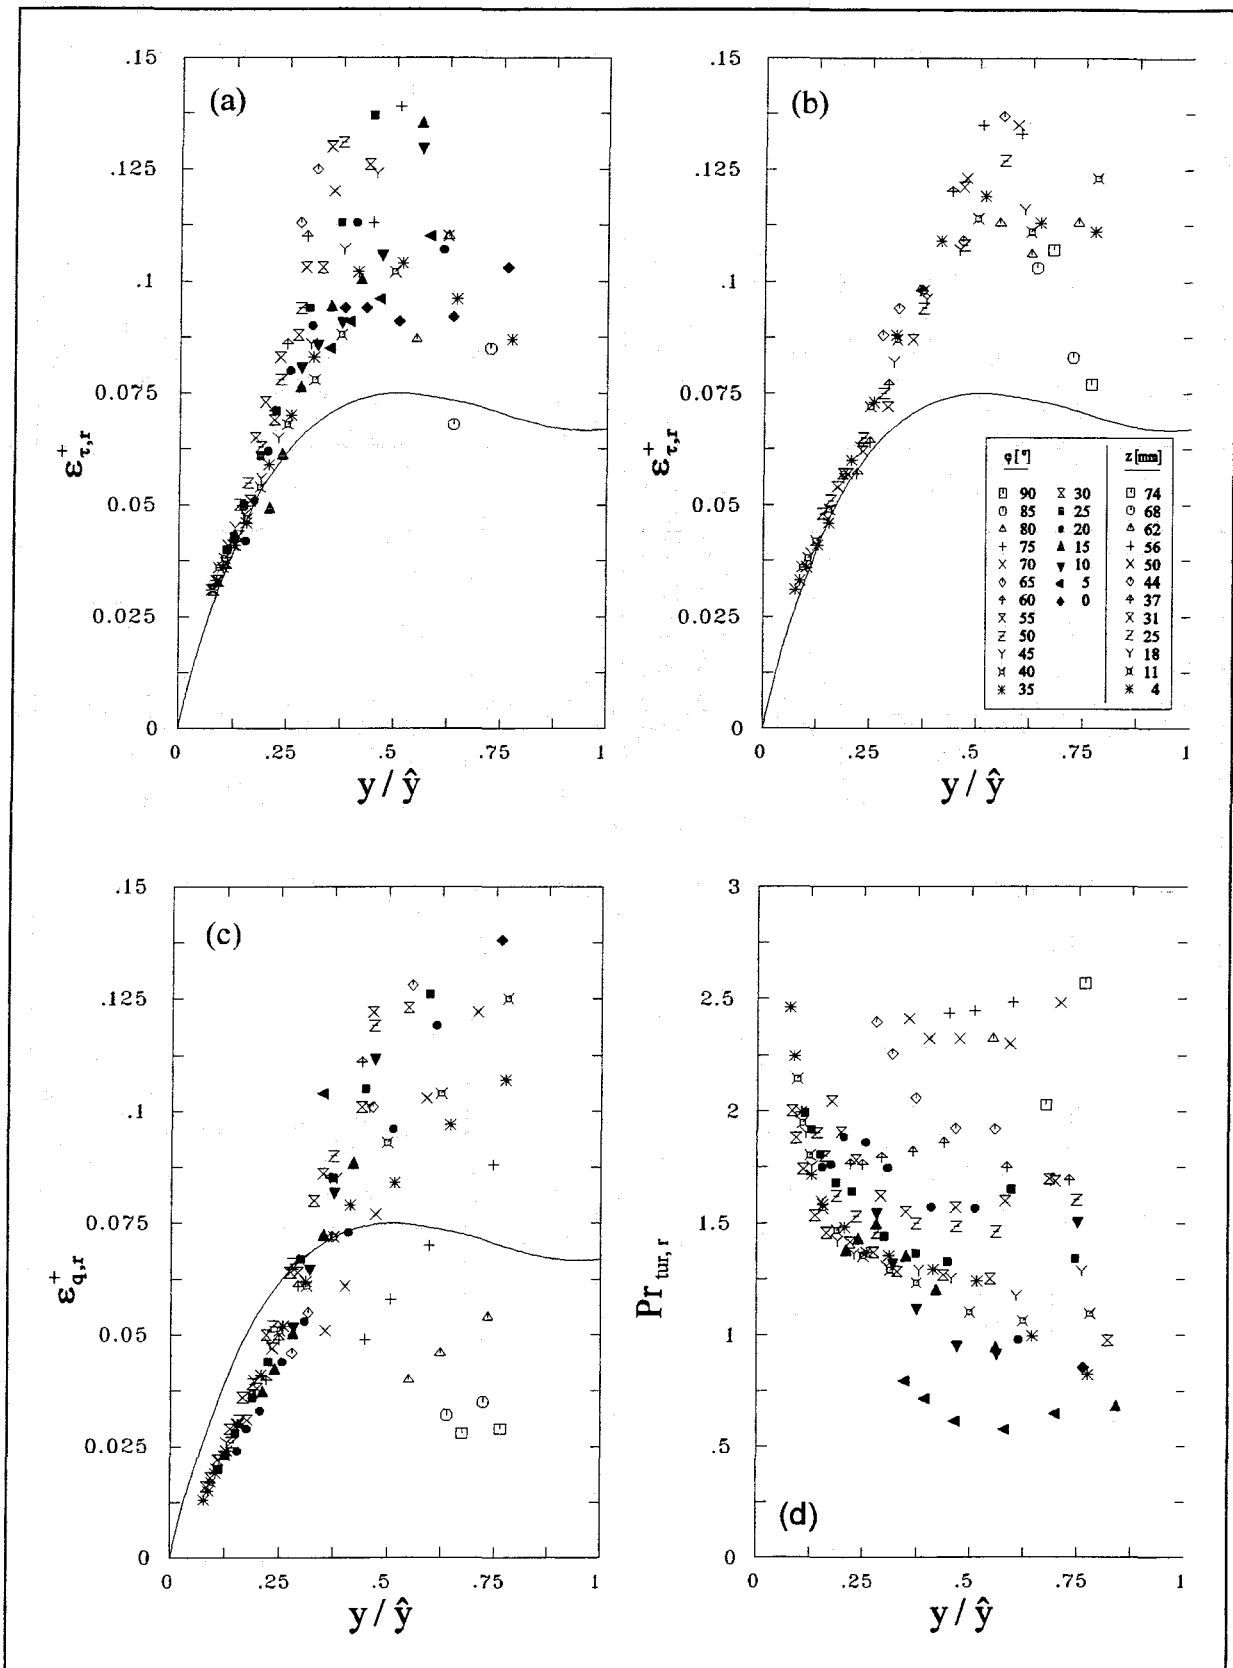 (a)
.15
.125
.1
0.075
0.05
0.025
0
ε⁺τ,r
0 .25 .5 .75 1
y / ŷ
(b)
.15
.125
.1
0.075
0.05
0.025
0
ε⁺τ,r
0 .25 .5 .75 1
y / ŷ
φ [°] z [mm]
90 30 74
85 25 68
80 20 62
75 15 56
70 10 50
65 5 44
60 0 37
55 31
50 25
45 18
40 11
35 4
(c)
.15
.125
.1
0.075
0.05
0.025
0
ε⁺q,r
0 .25 .5 .75 1
y / ŷ
(d)
3
2.5
2
1.5
1
.5
0
Pr tur, r
0 .25 .5 .75 1
y / ŷ